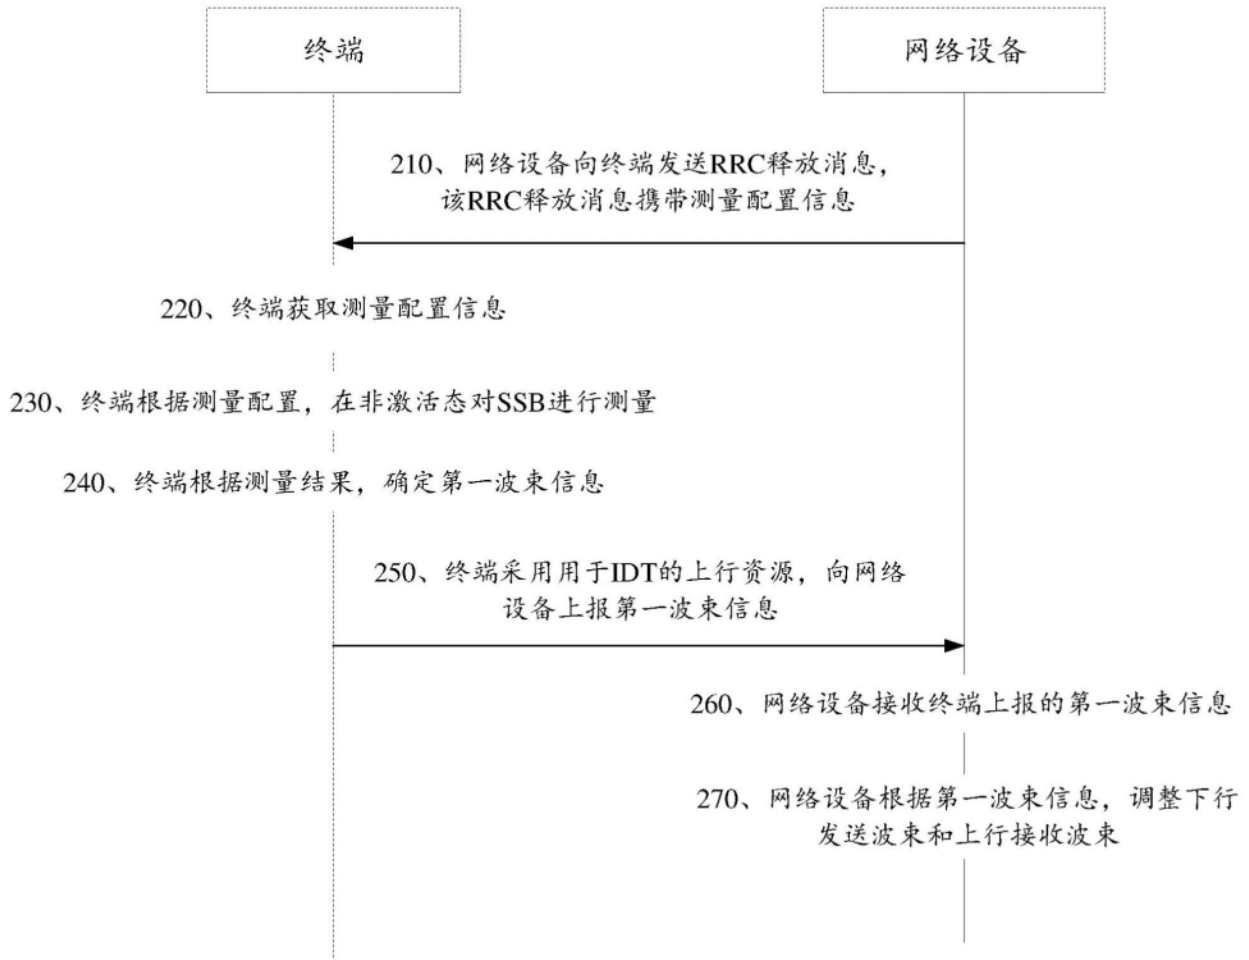 终端
网络设备
210、网络设备向终端发送RRC释放消息，
该RRC释放消息携带测量配置信息
220、终端获取测量配置信息
230、终端根据测量配置，在非激活态对SSB进行测量
240、终端根据测量结果，确定第一波束信息
250、终端采用用于IDT的上行资源，向网络
设备上报第一波束信息
260、网络设备接收终端上报的第一波束信息
270、网络设备根据第一波束信息，调整下行
发送波束和上行接收波束